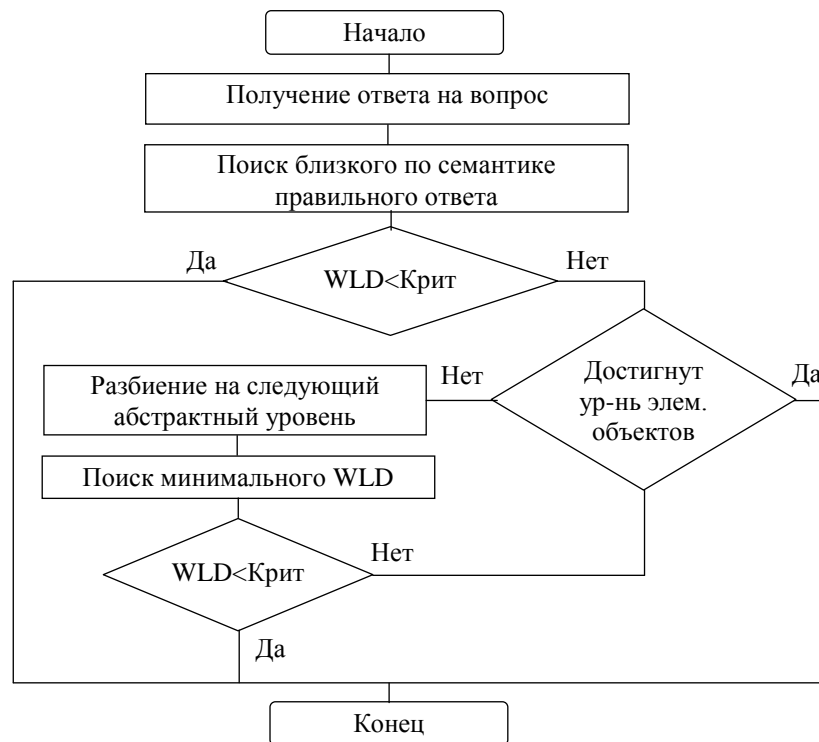 Начало
Получение ответа на вопрос
Поиск близкого по семантике
правильного ответа
Да
WLD<Крит
Нет
Разбиение на следующий
абстрактный уровень
Нет
Достигнут
ур-нь элем.
объектов
Да
Поиск минимального WLD
WLD<Крит
Нет
Да
Конец